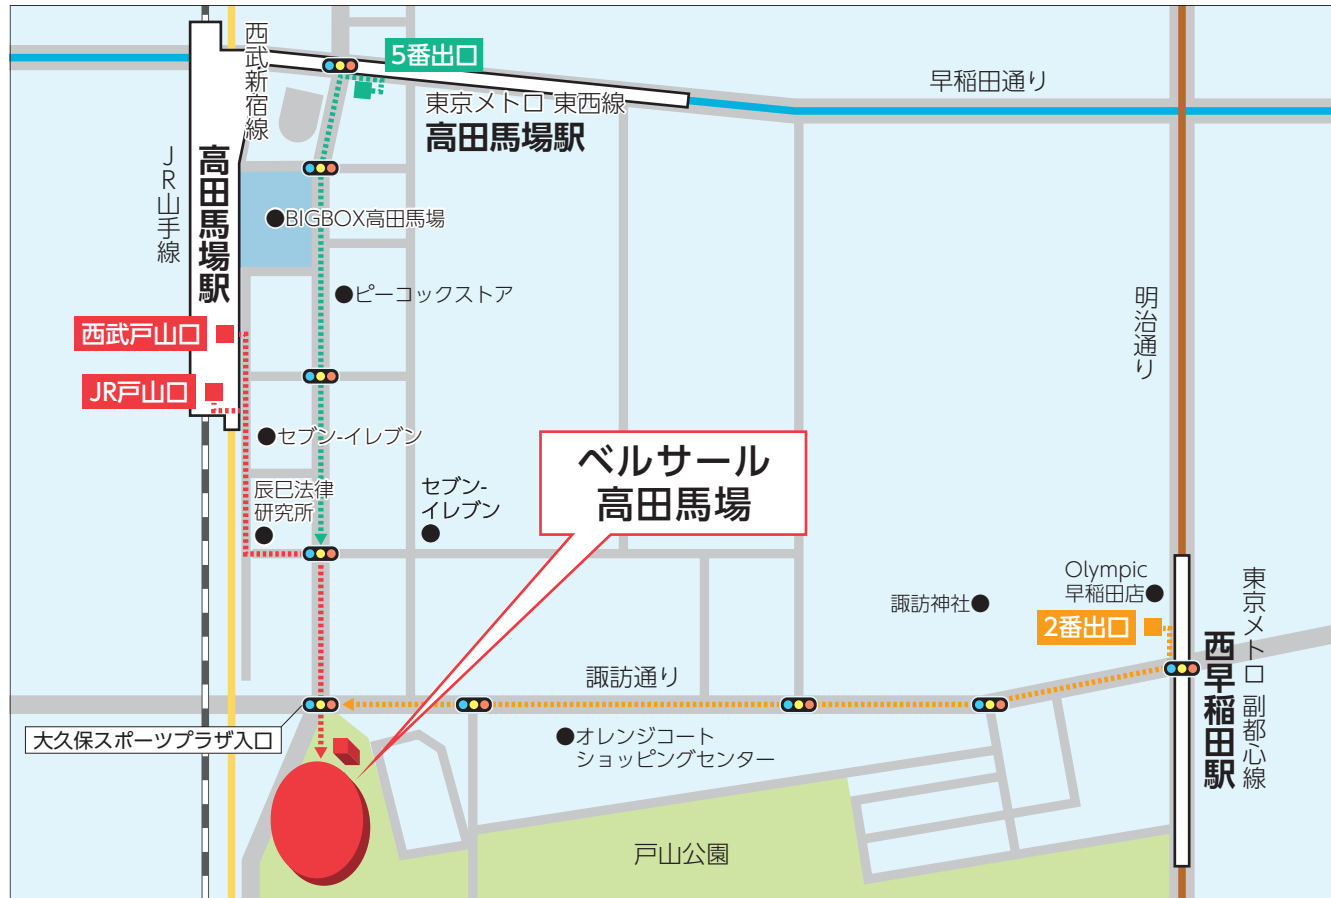 西武新宿線
5番出口
東京メトロ 東西線
高田馬場駅
早稲田通り
JR山手線
高田馬場駅
BIGBOX高田馬場
ピーコックストア
明治通り
西武戸山口
JR戸山口
セブン-イレブン
辰巳法律
研究所
セブン-
イレブン
ベルサール
高田馬場
Olympic
早稲田店
諏訪神社
2番出口
東京メトロ 副都心線
西早稲田駅
諏訪通り
大久保スポーツプラザ入口
オレンジコート
ショッピングセンター
戸山公園